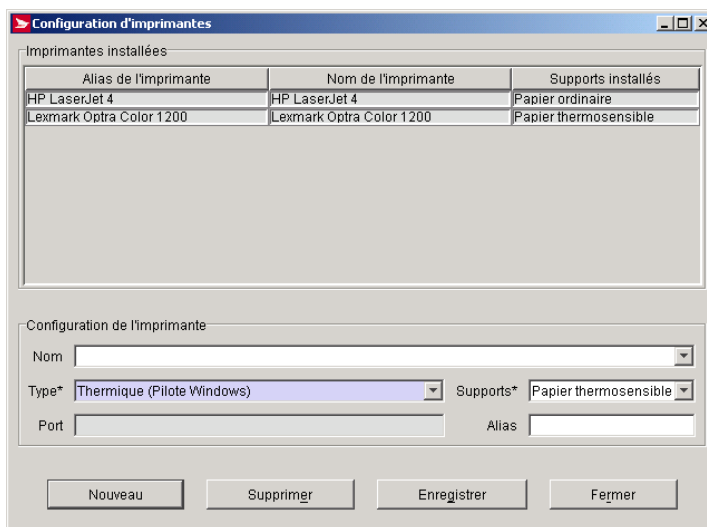 Configuration d'imprimantes
Imprimantes installées
Alias de l'imprimante Nom de l'imprimante Supports installés
HP LaserJet 4 HP LaserJet 4 Papier ordinaire
Lexmark Optra Color 1200 Lexmark Optra Color 1200 Papier thermosensible
Configuration de l'imprimante
Nom
Type* Thermique (Pilote Windows) Supports* Papier thermosensible
Port Alias
Nouveau Supprimer Enregistrer Fermer